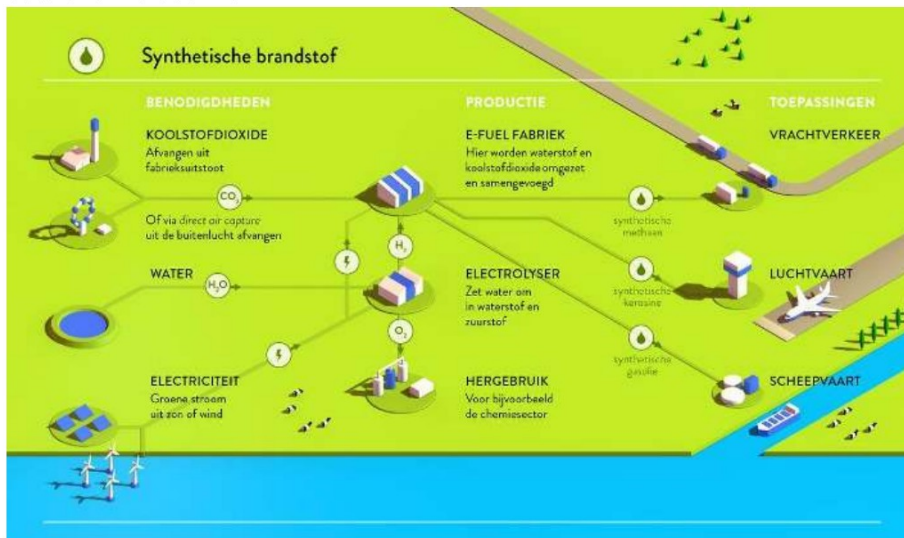 Synthetische brandstof
BENODIGDHEDEN
KOOLSTOFDIOXIDE
Afvangen uit
fabrieksuitstoot
CO₂
Of via direct air capture
uit de buitenlucht afvangen
WATER
H₂O
ELECTRICITEIT
Groene stroom
uit zon of wind
PRODUCTIE
E-FUEL FABRIEK
Hier worden waterstof en
koolstofdioxide omgezet
en samengevoegd
H₂
ELECTROLYSER
Zet water om
in waterstof en
zuurstof
O₂
HERGEBRUIK
Voor bijvoorbeeld
de chemiesector
synthetische
methaan
synthetische
kerosine
synthetische
gasolie
TOEPASSINGEN
VRACHTVERKEER
LUCHTVAART
SCHEEPVAART